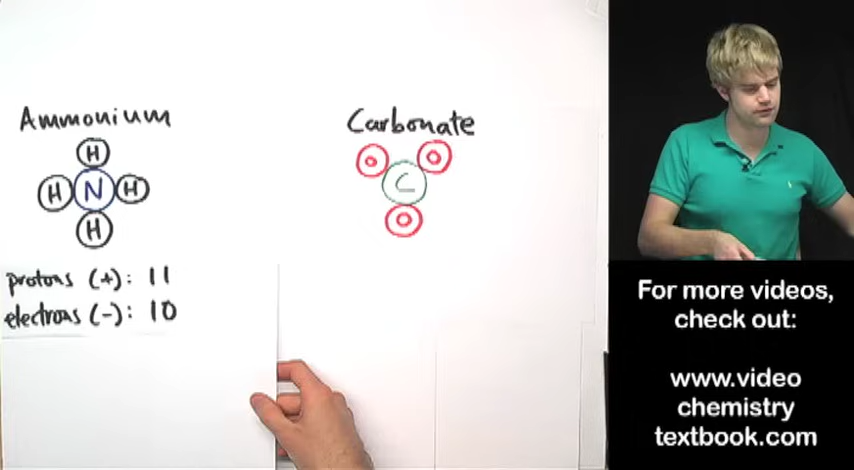 Ammonium
H
H N H
H
protons (+): 11
electrons (-): 10
Carbonate
O O
C
O
For more videos,
check out:
www.video
chemistry
textbook.com